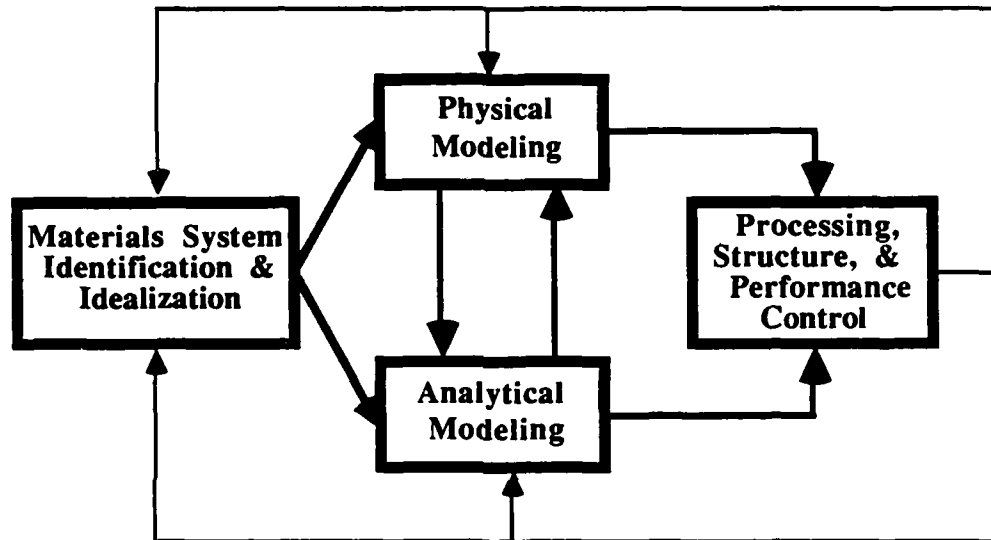 Physical
Modeling
Materials System
Identification &
Idealization
Processing,
Structure, &
Performance
Control
Analytical
Modeling